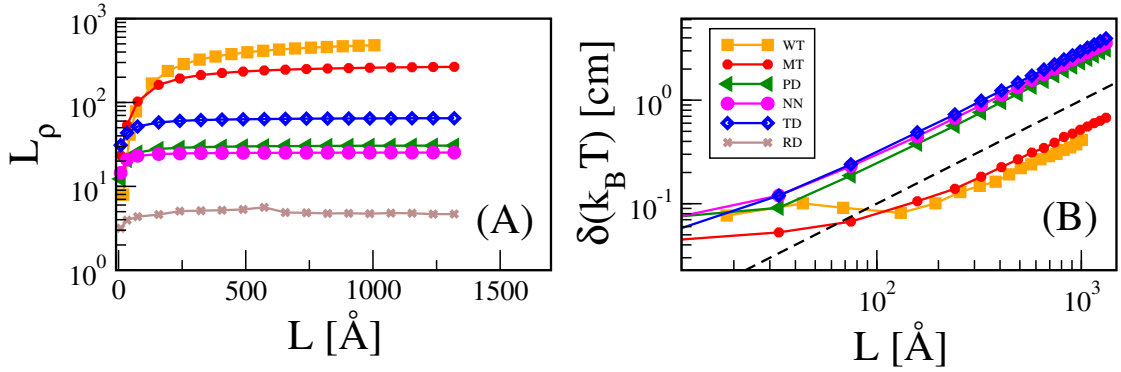 10^3
10^2
10^1
10^0
L_ρ
(A)
0
500
1000
1500
L [Å]
δ(k_B T) [cm]
10^0
10^-1
WT
MT
PD
NN
TD
RD
(B)
10^2
10^3
L [Å]